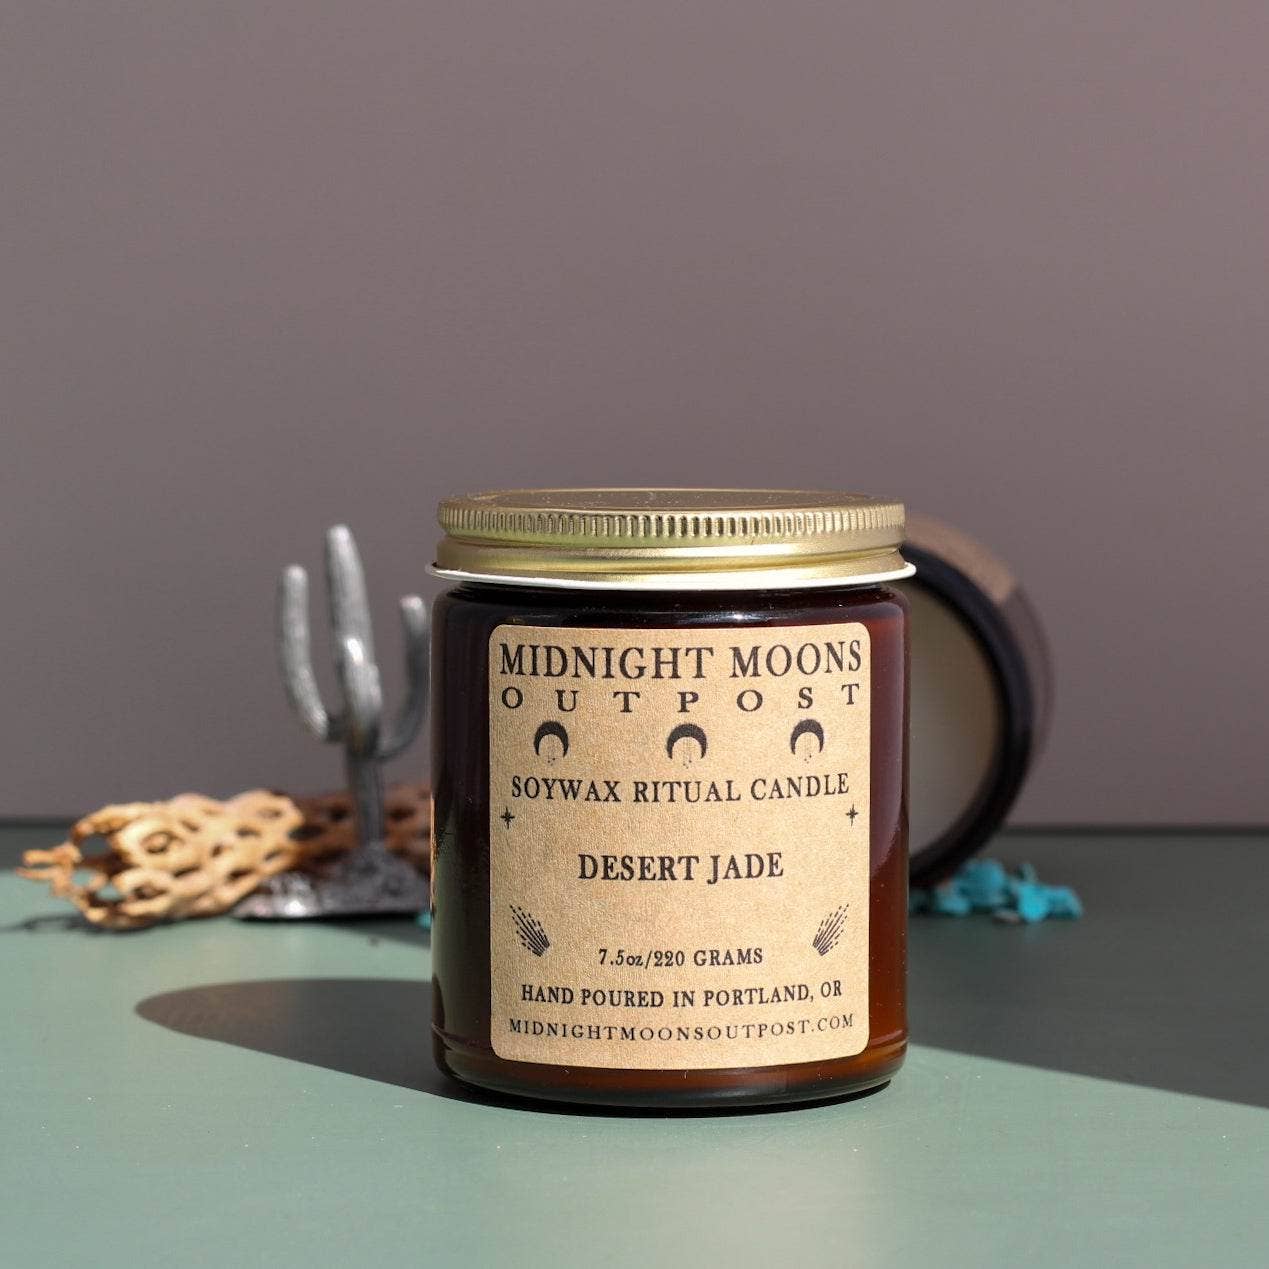 MIDNIGHT MOONS
OUTPOST
SOYWAX RITUAL CANDLE
DESERT JADE
7.5oz/220 GRAMS
HAND POURED IN PORTLAND, OR
MIDNIGHTMOONSOUTPOST.COM